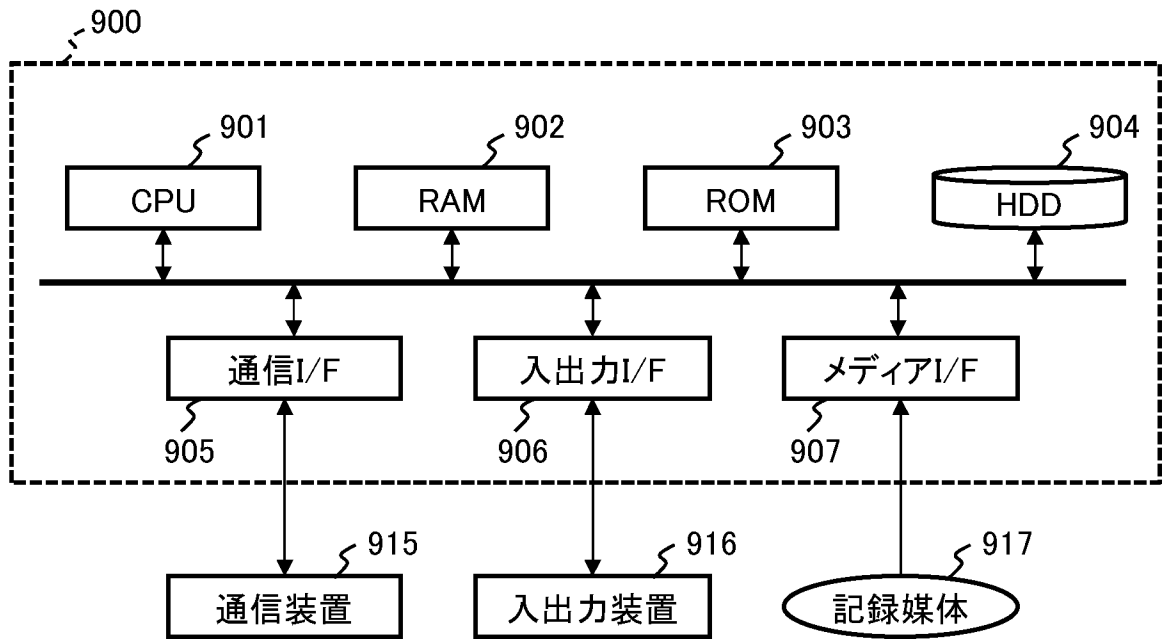 900
901
902
903
904
CPU
RAM
ROM
HDD
通信I/F
入出力I/F
メディアI/F
905
906
907
915
916
917
通信装置
入出力装置
記録媒体